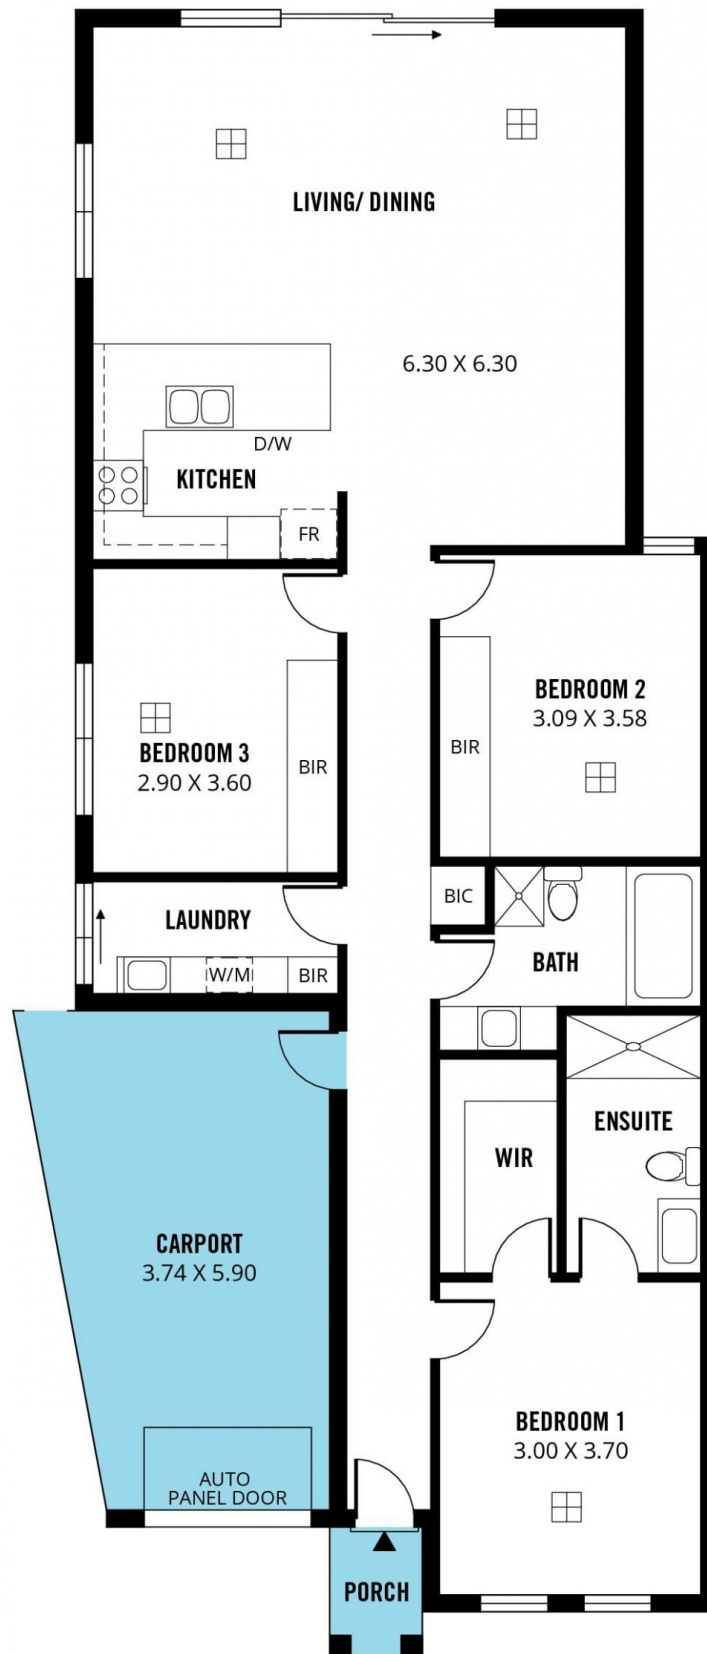 LIVING/ DINING
6.30 X 6.30
D/W
KITCHEN
FR
BEDROOM 2
3.09 X 3.58
BIR
BEDROOM 3
2.90 X 3.60
BIR
BIC
LAUNDRY
BATH
W/M
BIR
ENSUITE
WIR
CARPORT
3.74 X 5.90
BEDROOM 1
3.00 X 3.70
AUTO
PANEL DOOR
PORCH